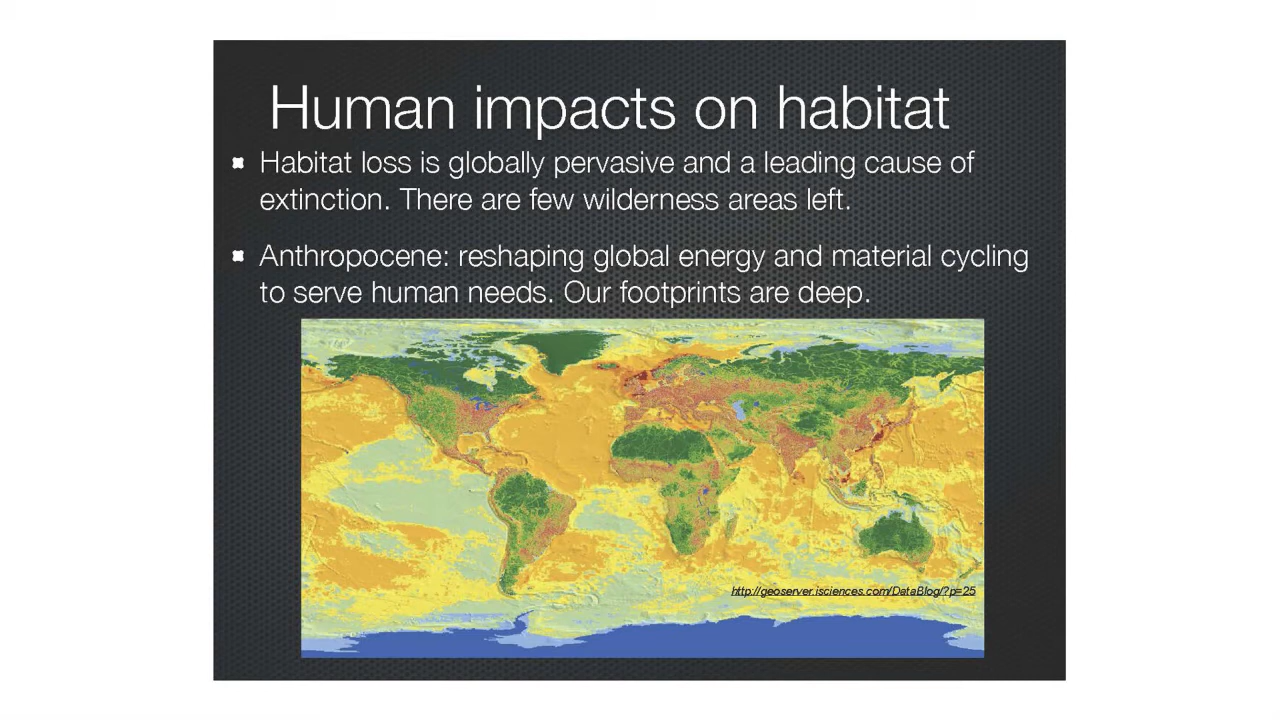 Human impacts on habitat
Habitat loss is globally pervasive and a leading cause of
extinction. There are few wilderness areas left.
Anthropocene: reshaping global energy and material cycling
to serve human needs. Our footprints are deep.
http://geoserver.isciences.com/DataBlog/?p=25